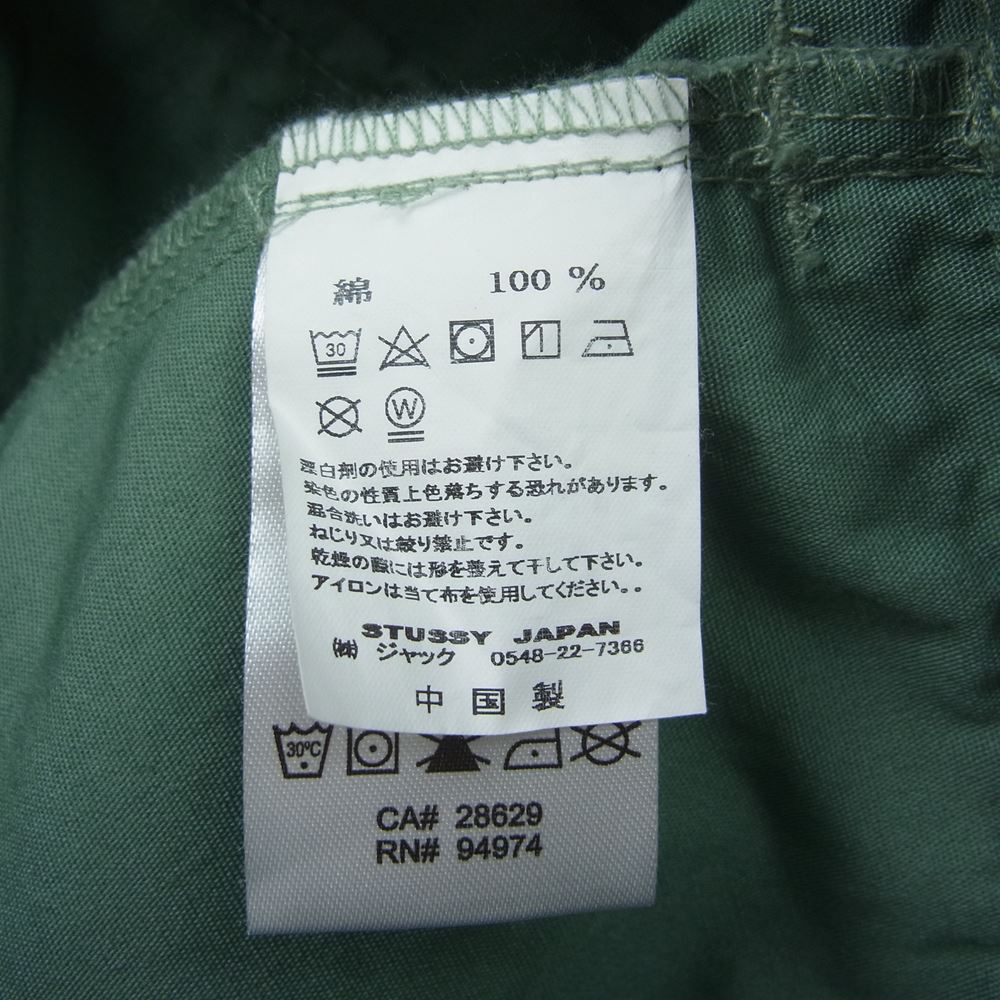 綿 100 %
30
W
漂白剤の使用はお避け下さい。
染色の性質上色落ちする恐れがあります。
混合洗いはお避け下さい。
ねじり又は絞り禁止です。
乾燥の際には形を整えて干して下さい。
アイロンは当て布を使用してください。。
STUSSY JAPAN
㈱ ジャック 0548-22-7366
中国製
30ºC
CA# 28629
RN# 94974